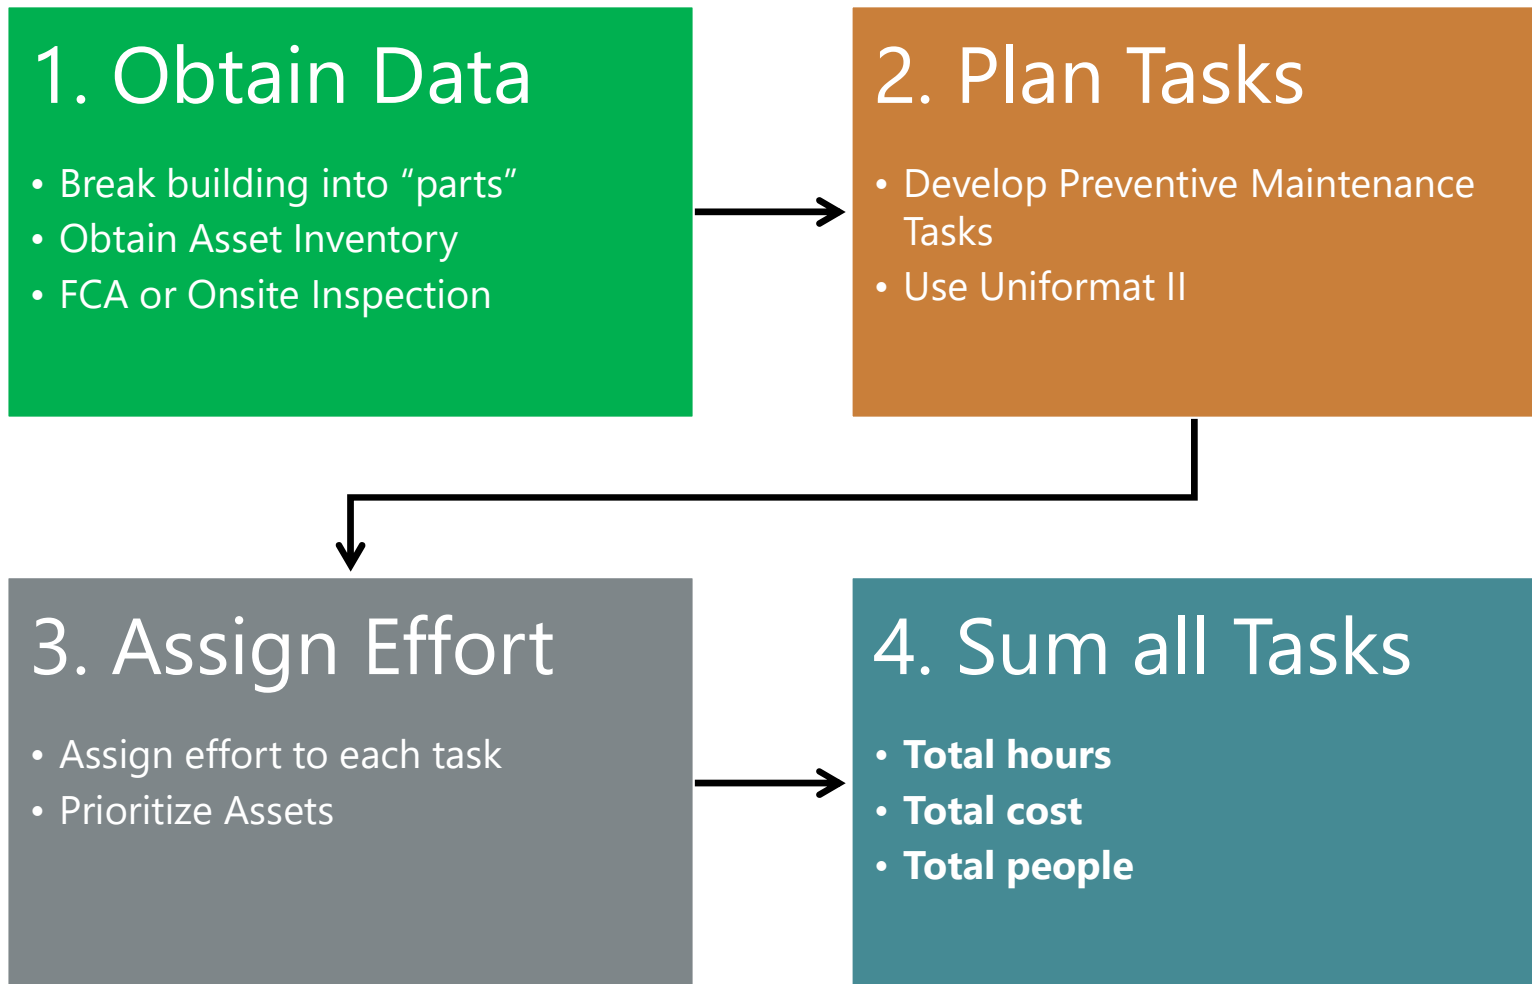 1. Obtain Data
• Break building into “parts”
• Obtain Asset Inventory
• FCA or Onsite Inspection
2. Plan Tasks
• Develop Preventive Maintenance
Tasks
• Use Uniformat II
3. Assign Effort
• Assign effort to each task
• Prioritize Assets
4. Sum all Tasks
• Total hours
• Total cost
• Total people